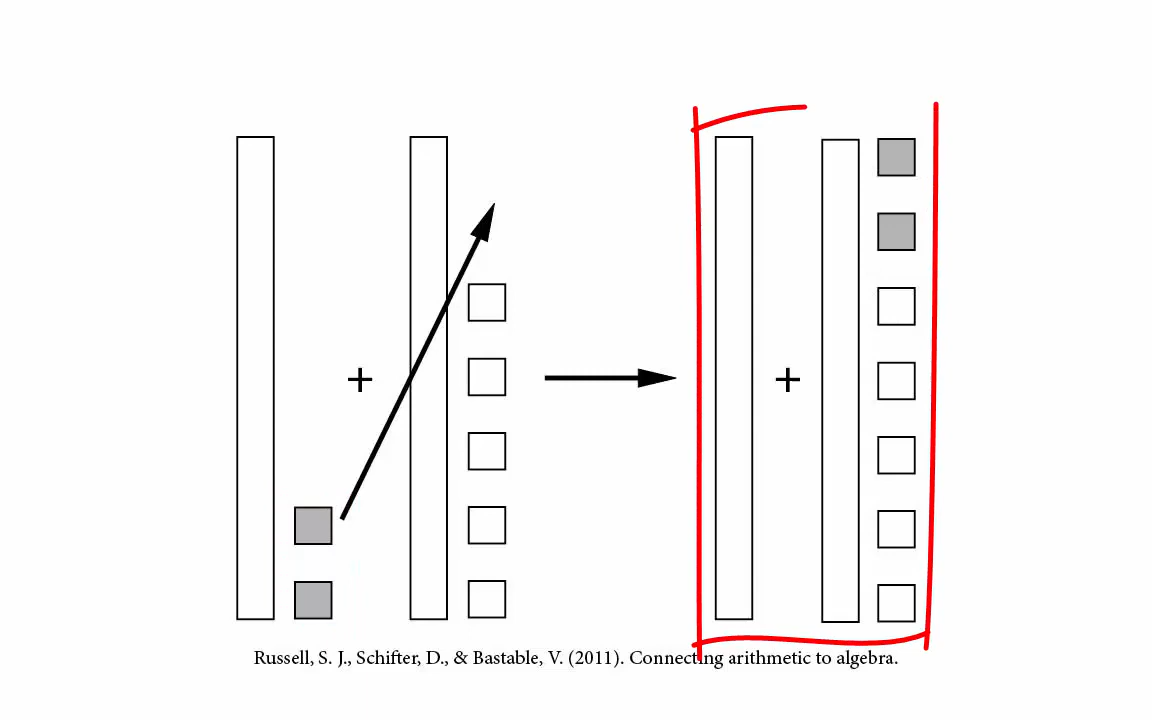 +
+
Russell, S. J., Schifter, D., & Bastable, V. (2011). Connecting arithmetic to algebra.